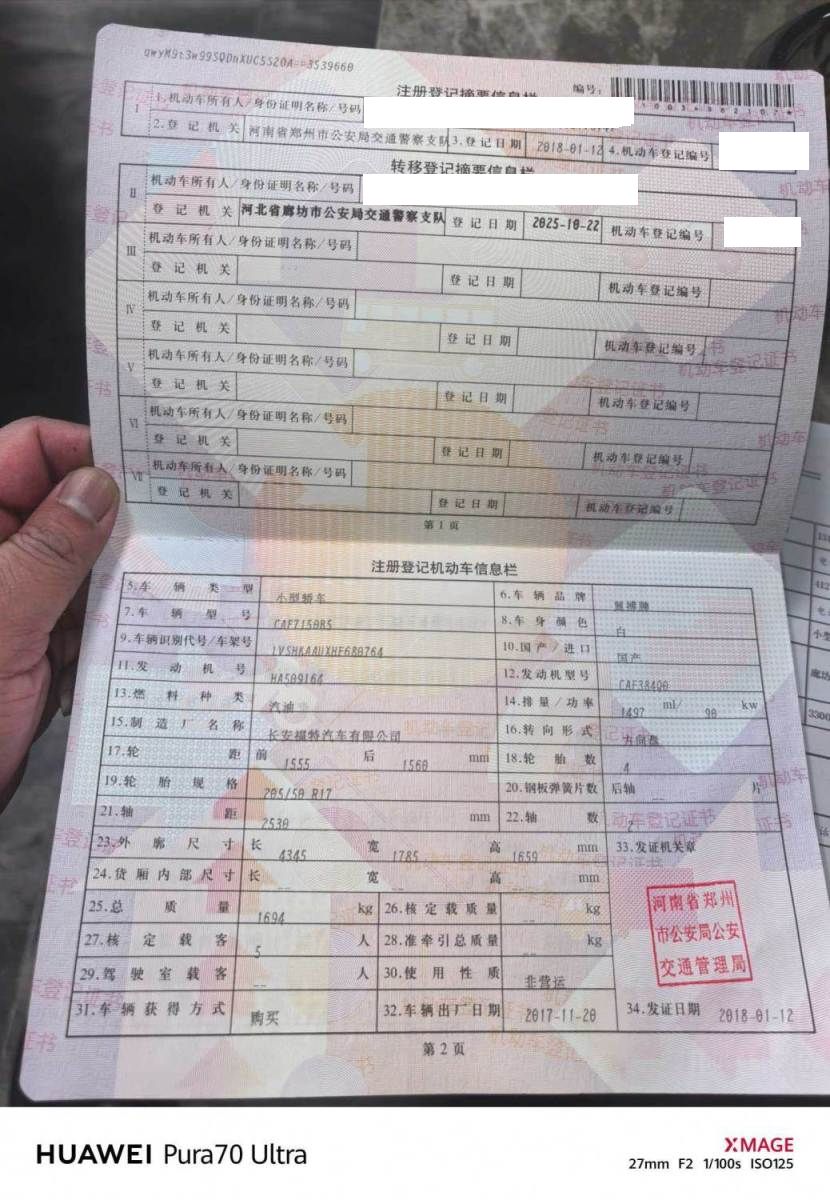 qwyM9t3w995QDnXUC5S20A==3539660
注册登记摘要信息栏 编号:
I 1.机动车所有人/身份证明名称/号码
2.登记机关 河南省郑州市公安局交通警察支队 3.登记日期 2018-01-12 4.机动车登记编号
转移登记摘要信息栏
II 机动车所有人/身份证明名称/号码
登记机关 河北省廊坊市公安局交通警察支队 登记日期 2025-10-22 机动车登记编号
III 机动车所有人/身份证明名称/号码
登记机关 登记日期 机动车登记编号
IV 机动车所有人/身份证明名称/号码
登记机关 登记日期 机动车登记编号
V 机动车所有人/身份证明名称/号码
登记机关 登记日期 机动车登记编号
VI 机动车所有人/身份证明名称/号码
登记机关 登记日期 机动车登记编号
VII 机动车所有人/身份证明名称/号码
登记机关 登记日期 机动车登记编号
第1页
注册登记机动车信息栏
5.车辆类型 小型轿车 6.车辆品牌 翼搏牌
7.车辆型号 CAF7150B5 8.车身颜色 白
9.车辆识别代号/车架号 LVSHKAAUXHF680764 10.国产/进口 国产
11.发动机号 HA509164 12.发动机型号 CAF384Q0
13.燃料种类 汽油 14.排量/功率 1497 ml/ 90 kw
15.制造厂名称 长安福特汽车有限公司 16.转向形式 方向盘
17.轮距 前 1555 后 1560 mm 18.轮胎数 4
19.轮胎规格 205/50 R17 20.钢板弹簧片数 后轴 -- 片
21.轴距 2530 mm 22.轴数 2
23.外廓尺寸 长 4345 宽 1785 高 1659 mm 33.发证机关章
24.货厢内部尺寸 长 -- 宽 -- 高 -- mm
25.总质量 1694 kg 26.核定载质量 -- kg
27.核定载客 5 人 28.准牵引总质量 -- kg
29.驾驶室载客 -- 人 30.使用性质 非营运
河南省郑州
市公安局公安
交通管理局
31.车辆获得方式 购买 32.车辆出厂日期 2017-11-20 34.发证日期 2018-01-12
第2页
HUAWEI Pura70 Ultra
XMAGE
27mm F2 1/100s ISO125